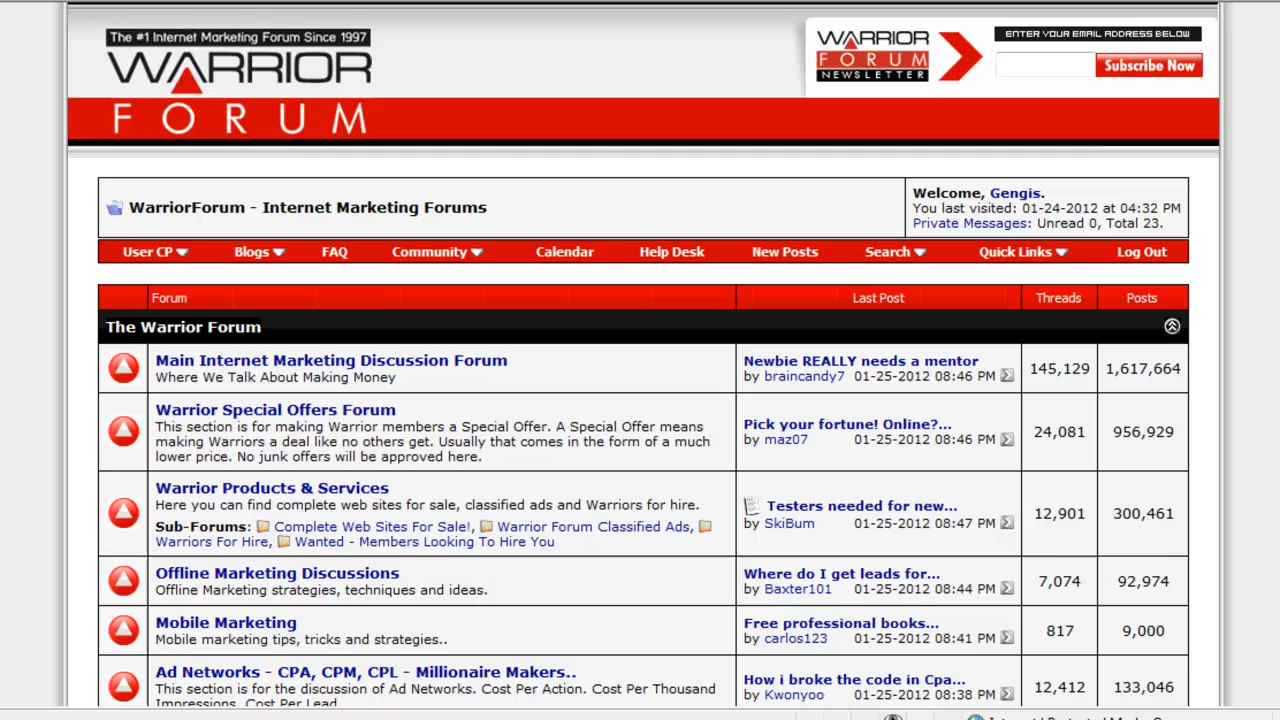 The #1 Internet Marketing Forum Since 1997
WARRIOR
FORUM
WARRIOR
FORUM
NEWSLETTER
ENTER YOUR EMAIL ADDRESS BELOW
Subscribe Now
WarriorForum - Internet Marketing Forums
Welcome, Gengis.
You last visited: 01-24-2012 at 04:32 PM
Private Messages: Unread 0, Total 23.
User CP Blogs FAQ Community Calendar Help Desk New Posts Search Quick Links Log Out
Forum Last Post Threads Posts
The Warrior Forum
Main Internet Marketing Discussion Forum
Where We Talk About Making Money
Newbie REALLY needs a mentor
by braincandy7 01-25-2012 08:46 PM
145,129 1,617,664
Warrior Special Offers Forum
This section is for making Warrior members a Special Offer. A Special Offer means
making Warriors a deal like no others get. Usually that comes in the form of a much
lower price. No junk offers will be approved here.
Pick your fortune! Online?...
by maz07 01-25-2012 08:46 PM
24,081 956,929
Warrior Products & Services
Here you can find complete web sites for sale, classified ads and Warriors for hire.
Sub-Forums: Complete Web Sites For Sale!, Warrior Forum Classified Ads,
Warriors For Hire, Wanted - Members Looking To Hire You
Testers needed for new...
by SkiBum 01-25-2012 08:47 PM
12,901 300,461
Offline Marketing Discussions
Offline Marketing strategies, techniques and ideas.
Where do I get leads for...
by Baxter101 01-25-2012 08:44 PM
7,074 92,974
Mobile Marketing
Mobile marketing tips, tricks and strategies..
Free professional books...
by carlos123 01-25-2012 08:41 PM
817 9,000
Ad Networks - CPA, CPM, CPL - Millionaire Makers..
This section is for the discussion of Ad Networks. Cost Per Action. Cost Per Thousand
Impressions. Cost Per Lead.
How i broke the code in Cpa...
by Kwonyoo 01-25-2012 08:38 PM
12,412 133,046